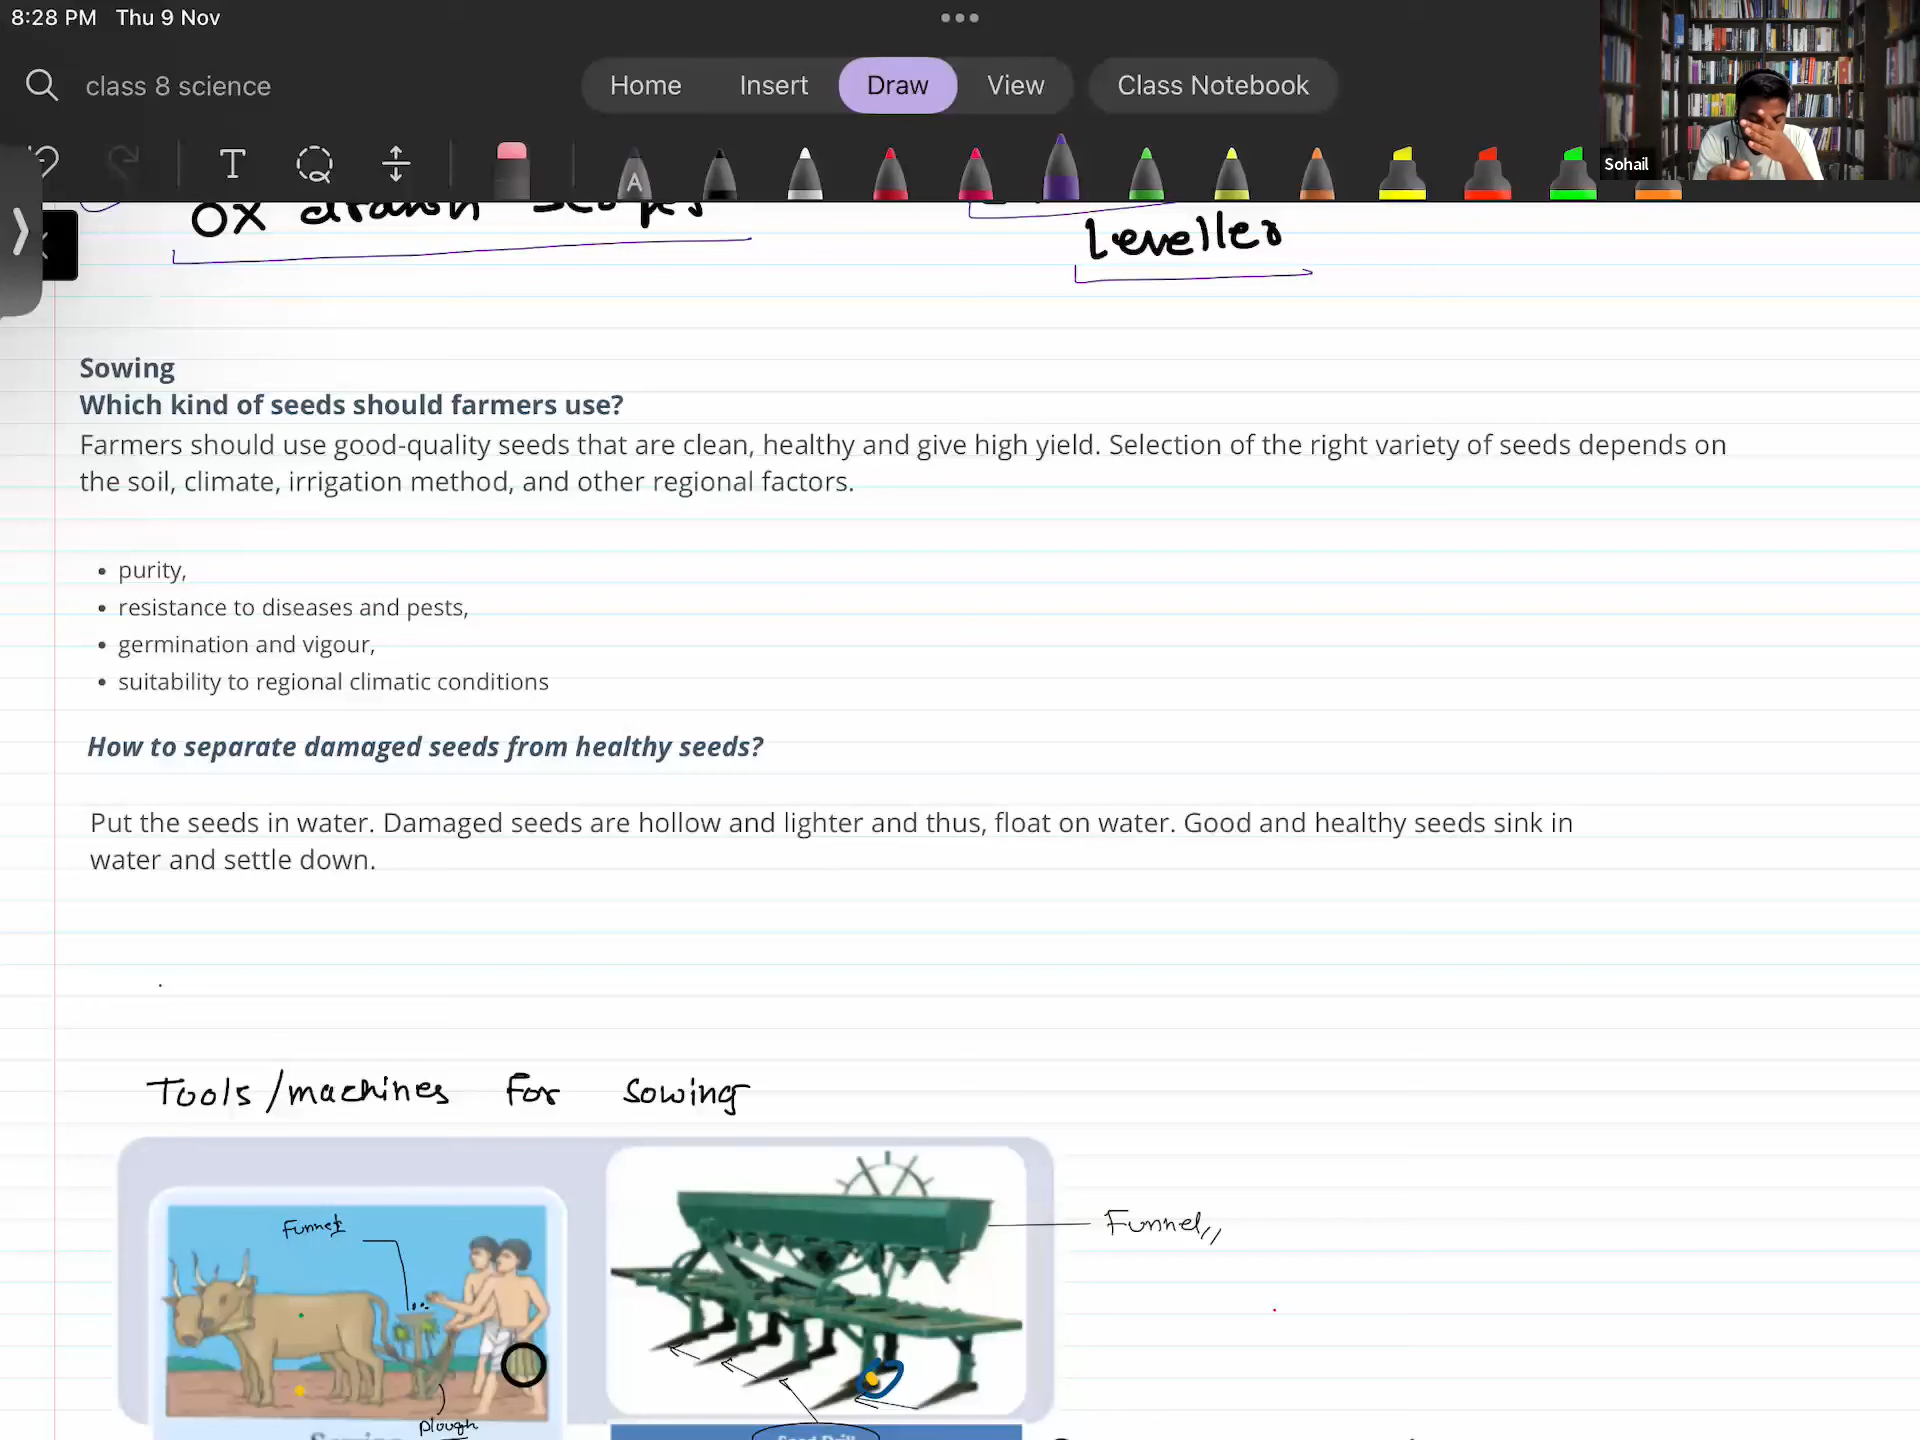 8:28 PM Thu 9 Nov
class 8 science
Home Insert Draw View Class Notebook
T
A
Sohail
ox drawn
Leveller
Sowing
Which kind of seeds should farmers use?
Farmers should use good-quality seeds that are clean, healthy and give high yield. Selection of the right variety of seeds depends on
the soil, climate, irrigation method, and other regional factors.
• purity,
• resistance to diseases and pests,
• germination and vigour,
• suitability to regional climatic conditions
How to separate damaged seeds from healthy seeds?
Put the seeds in water. Damaged seeds are hollow and lighter and thus, float on water. Good and healthy seeds sink in
water and settle down.
Tools/machines For Sowing
Funnel
Funnel
Plough
Seed Drill